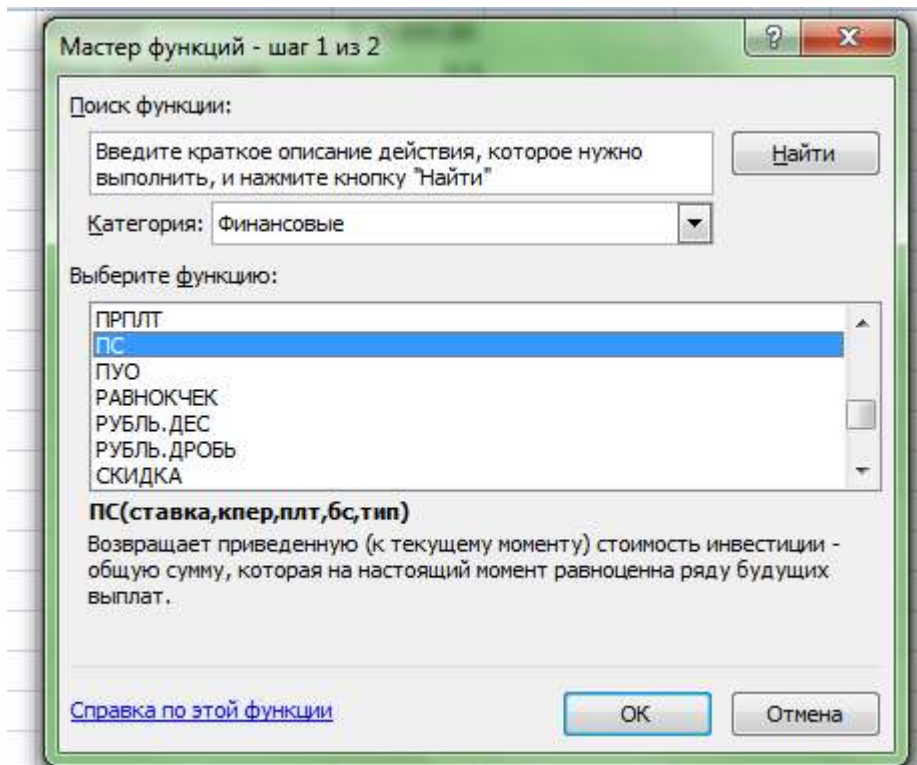 Мастер функций - шаг 1 из 2
Поиск функции:
Введите краткое описание действия, которое нужно
выполнить, и нажмите кнопку "Найти"
Найти
Категория: Финансовые
Выберите функцию:
ПРПЛТ
ПС
ПУО
РАВНОКЧЕК
РУБЛЬ.ДЕС
РУБЛЬ.ДРОБЬ
СКИДКА
ПС(ставка,кпер,плт,бс,тип)
Возвращает приведенную (к текущему моменту) стоимость инвестиции -
общую сумму, которая на настоящий момент равноценна ряду будущих
выплат.
Справка по этой функции
ОК
Отмена